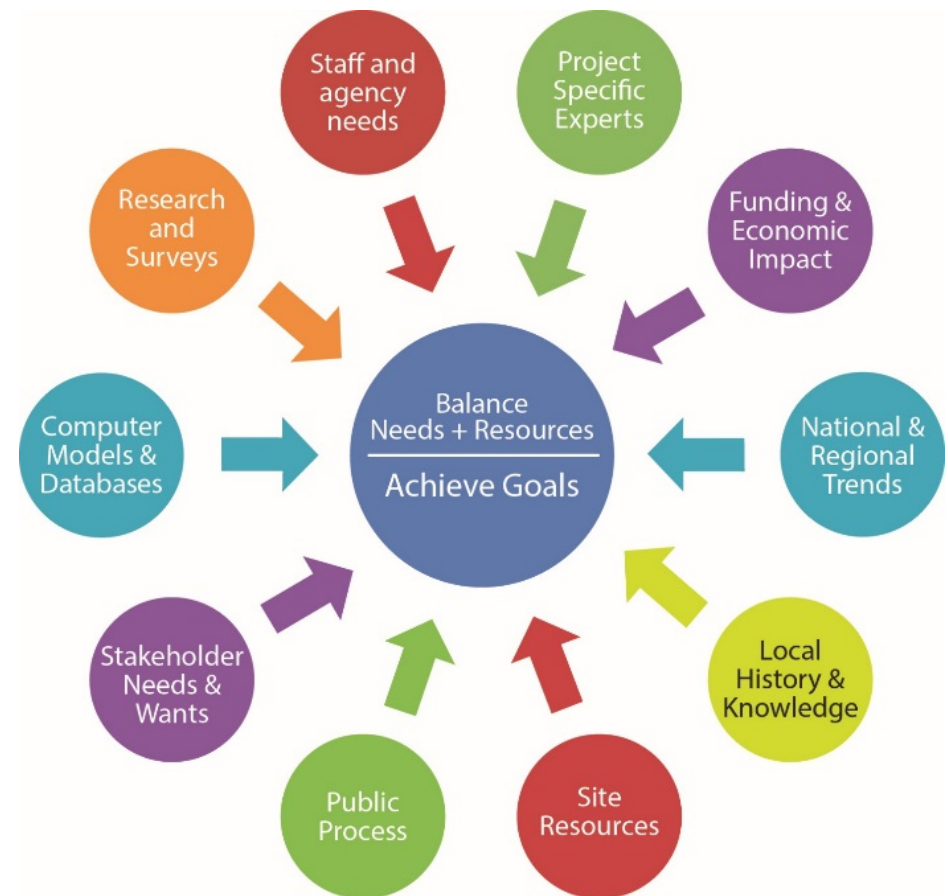 Staff and
agency
needs
Project
Specific
Experts
Funding &
Economic
Impact
National &
Regional
Trends
Local
History &
Knowledge
Site
Resources
Public
Process
Stakeholder
Needs &
Wants
Computer
Models &
Databases
Research
and
Surveys
Balance
Needs + Resources
Achieve Goals